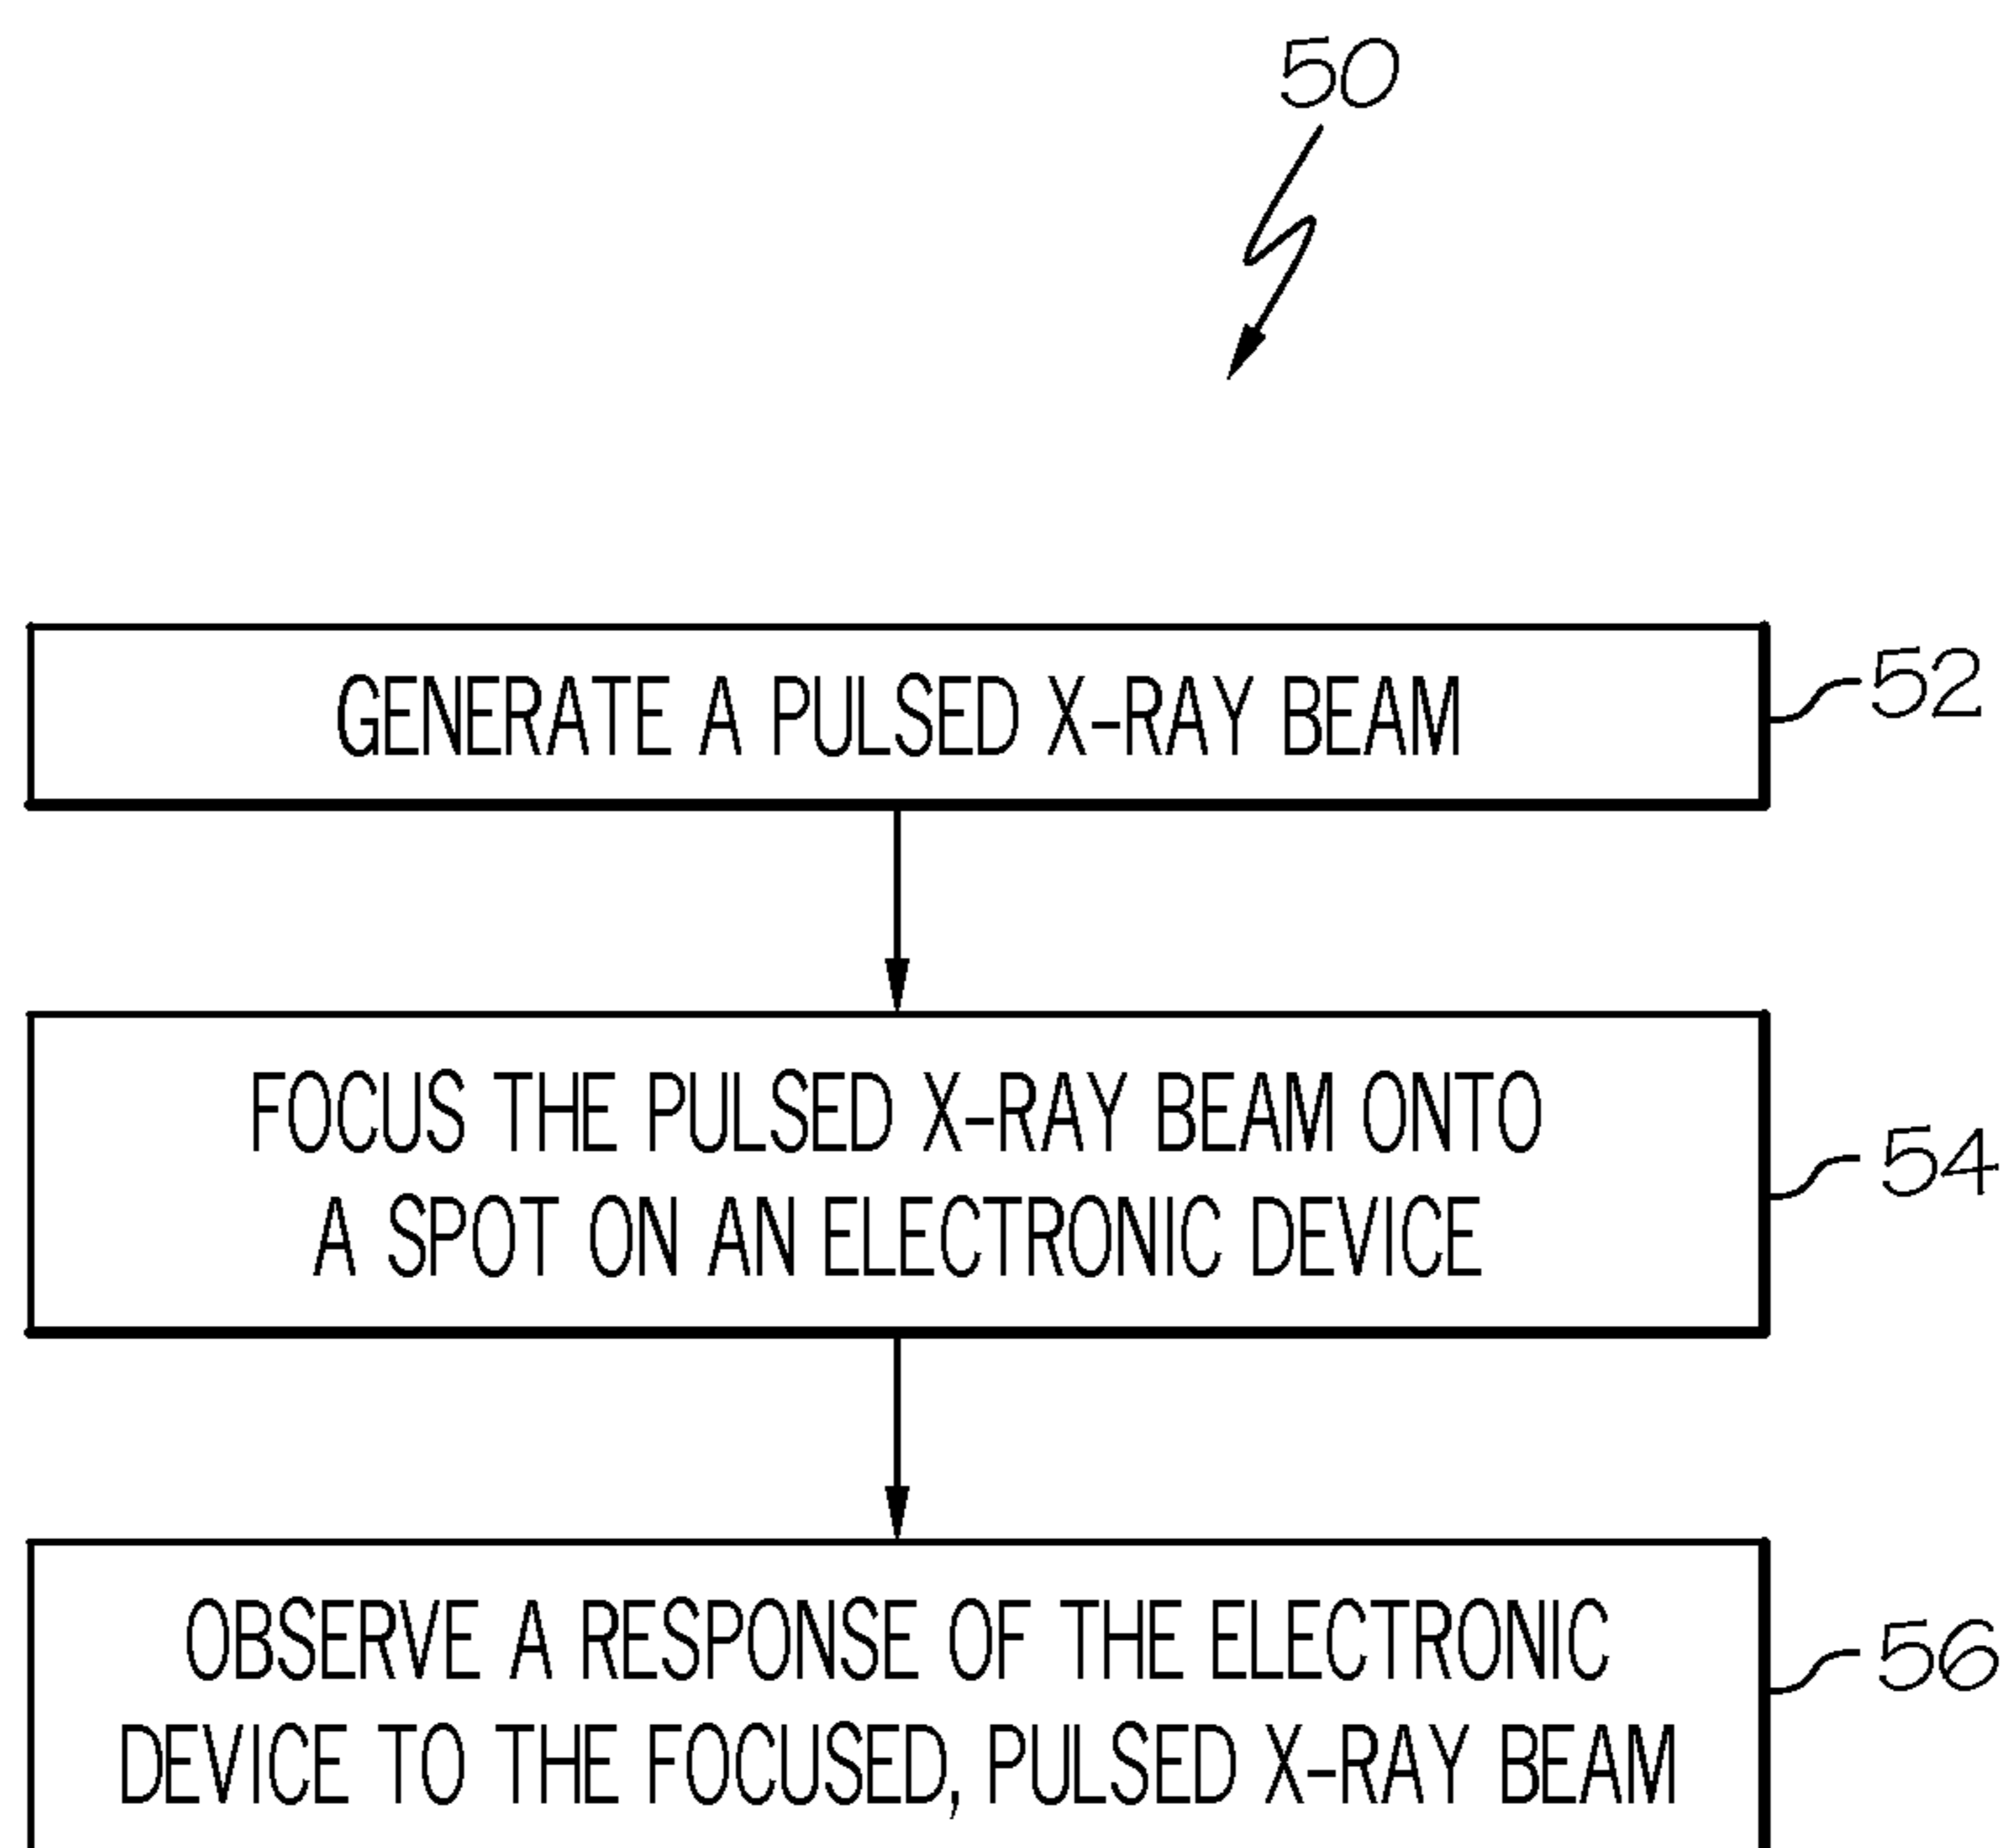 50
GENERATE A PULSED X-RAY BEAM
52
FOCUS THE PULSED X-RAY BEAM ONTO
A SPOT ON AN ELECTRONIC DEVICE
54
OBSERVE A RESPONSE OF THE ELECTRONIC
DEVICE TO THE FOCUSED, PULSED X-RAY BEAM
56